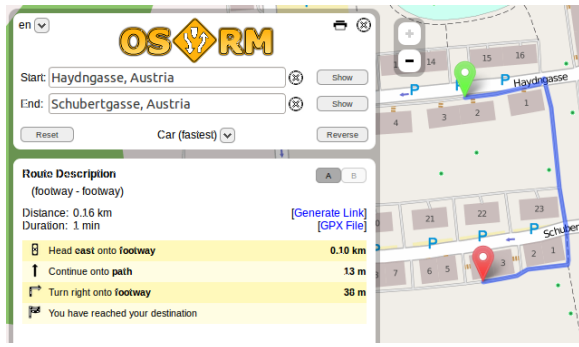 en
OSRM
Start: Haydngasse, Austria Show
End: Schubertgasse, Austria Show
Reset Car (fastest) Reverse
Route Description A B
(footway - footway)
Distance: 0.16 km [Generate Link]
Duration: 1 min [GPX File]
Head east onto footway 0.10 km
Continue onto path 13 m
Turn right onto footway 38 m
You have reached your destination
+
-
14 15 16
P P P Haydngasse
4 3 2 1
21 22 23
P P P Schuber
7 6 5 3 2 1